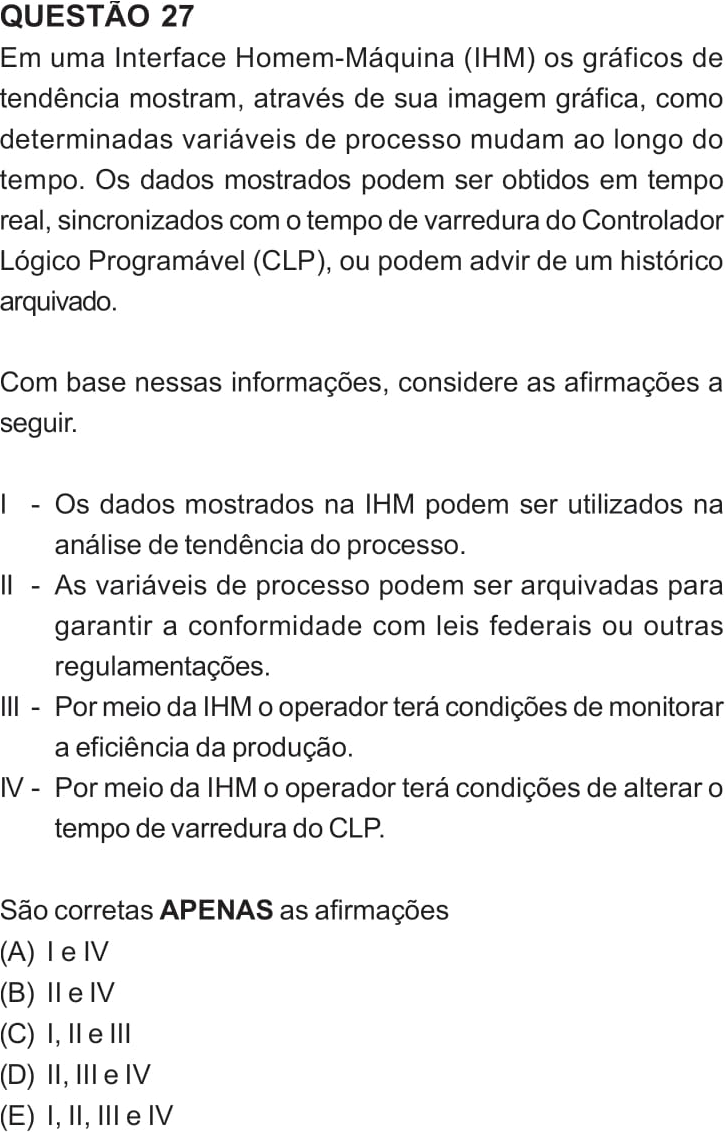 QUESTÃO 27
Em uma Interface Homem-Máquina (IHM) os gráficos de
tendência mostram, através de sua imagem gráfica, como
determinadas variáveis de processo mudam ao longo do
tempo. Os dados mostrados podem ser obtidos em tempo
real, sincronizados com o tempo de varredura do Controlador
Lógico Programável (CLP), ou podem advir de um histórico
arquivado.
Com base nessas informações, considere as afirmações a
seguir.
I - Os dados mostrados na IHM podem ser utilizados na
análise de tendência do processo.
II - As variáveis de processo podem ser arquivadas para
garantir a conformidade com leis federais ou outras
regulamentações.
III - Por meio da IHM o operador terá condições de monitorar
a eficiência da produção.
IV - Por meio da IHM o operador terá condições de alterar o
tempo de varredura do CLP.
São corretas APENAS as afirmações
(A) I e IV
(B) II e IV
(C) I, II e III
(D) II, III e IV
(E) I, II, III e IV